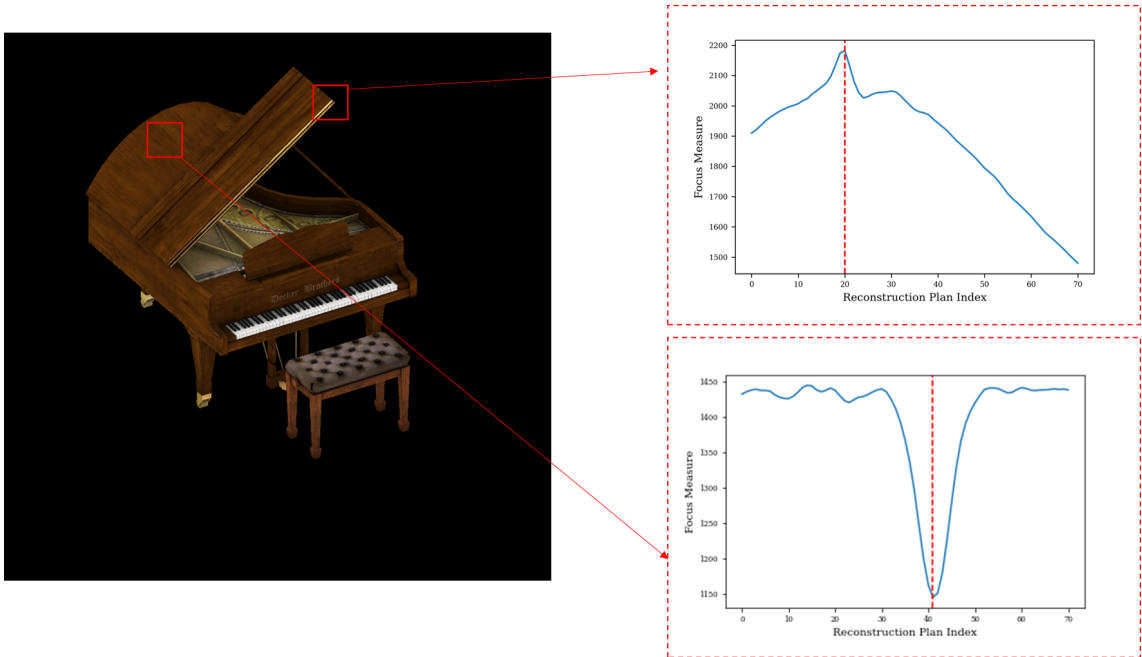 2200
2100
2000
1900
1800
1700
1600
1500
Focus Measure
0 10 20 30 40 50 60 70
Reconstruction Plan Index
Decker Brothers
1450
1400
1350
1300
1250
1200
1150
Focus Measure
0 10 20 30 40 50 60 70
Reconstruction Plan Index